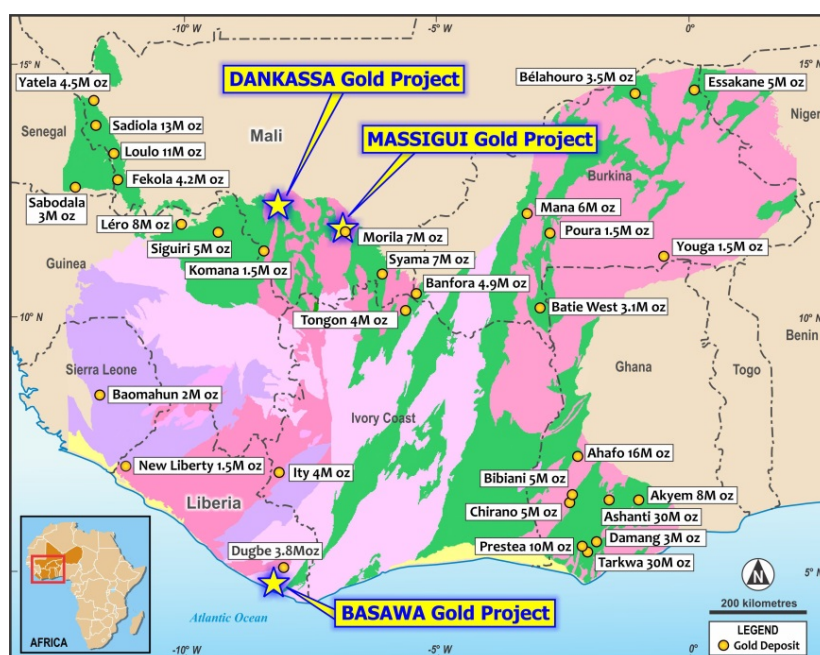 -10° W
-5° W
0°
15° N
Yatela 4.5M oz
DANKASSA Gold Project
Bélahouro 3.5M oz
Essakane 5M oz
Senegal
Sadiola 13M oz
Mali
Niger
Loulo 11M oz
MASSIGUI Gold Project
Fekola 4.2M oz
Burkina
Sabodala
3M oz
Léro 8M oz
Mana 6M oz
Siguiri 5M oz
Morila 7M oz
Poura 1.5M oz
Guinea
Komana 1.5M oz
Syama 7M oz
Youga 1.5M oz
Banfora 4.9M oz
Tongon 4M oz
Batie West 3.1M oz
10° N
Benin
Sierra Leone
Ghana
Togo
Baomahun 2M oz
Ivory Coast
Ahafo 16M oz
New Liberty 1.5M oz
Ity 4M oz
Bibiani 5M oz
Akyem 8M oz
Liberia
Chirano 5M oz
Ashanti 30M oz
Damang 3M oz
Dugbe 3.8Moz
Prestea 10M oz
Tarkwa 30M oz
5° N
N
BASAWA Gold Project
200 kilometres
Atlantic Ocean
AFRICA
LEGEND
Gold Deposit
-10° W
-5° W
0°